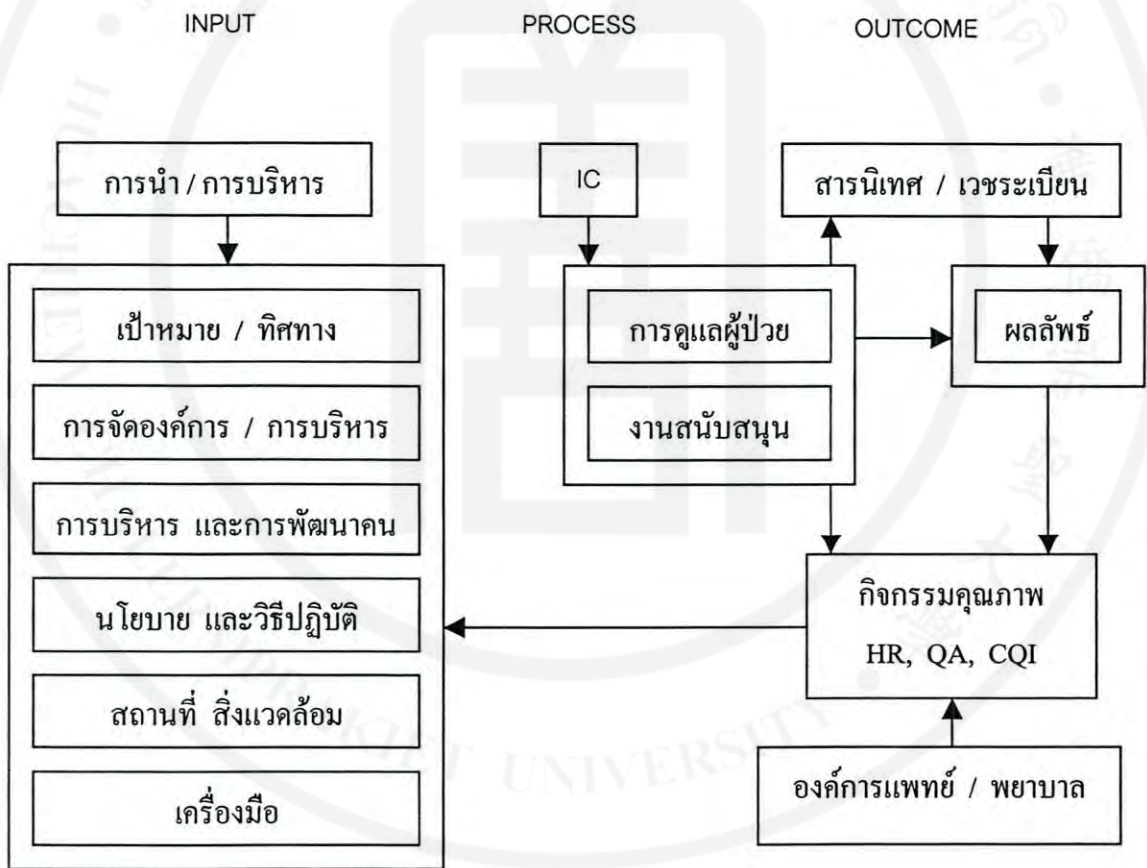 INPUT PROCESS OUTCOME
การนำ / การบริหาร
IC
สารนิเทศ / เวชระเบียน
เป้าหมาย / ทิศทาง
การจัดองค์การ / การบริหาร
การบริหาร และการพัฒนาคน
นโยบาย และวิธีปฏิบัติ
สถานที่ สิ่งแวดล้อม
เครื่องมือ
การดูแลผู้ป่วย
งานสนับสนุน
ผลลัพธ์
กิจกรรมคุณภาพ
HR, QA, CQI
องค์การแพทย์ / พยาบาล
UNIVERSITY